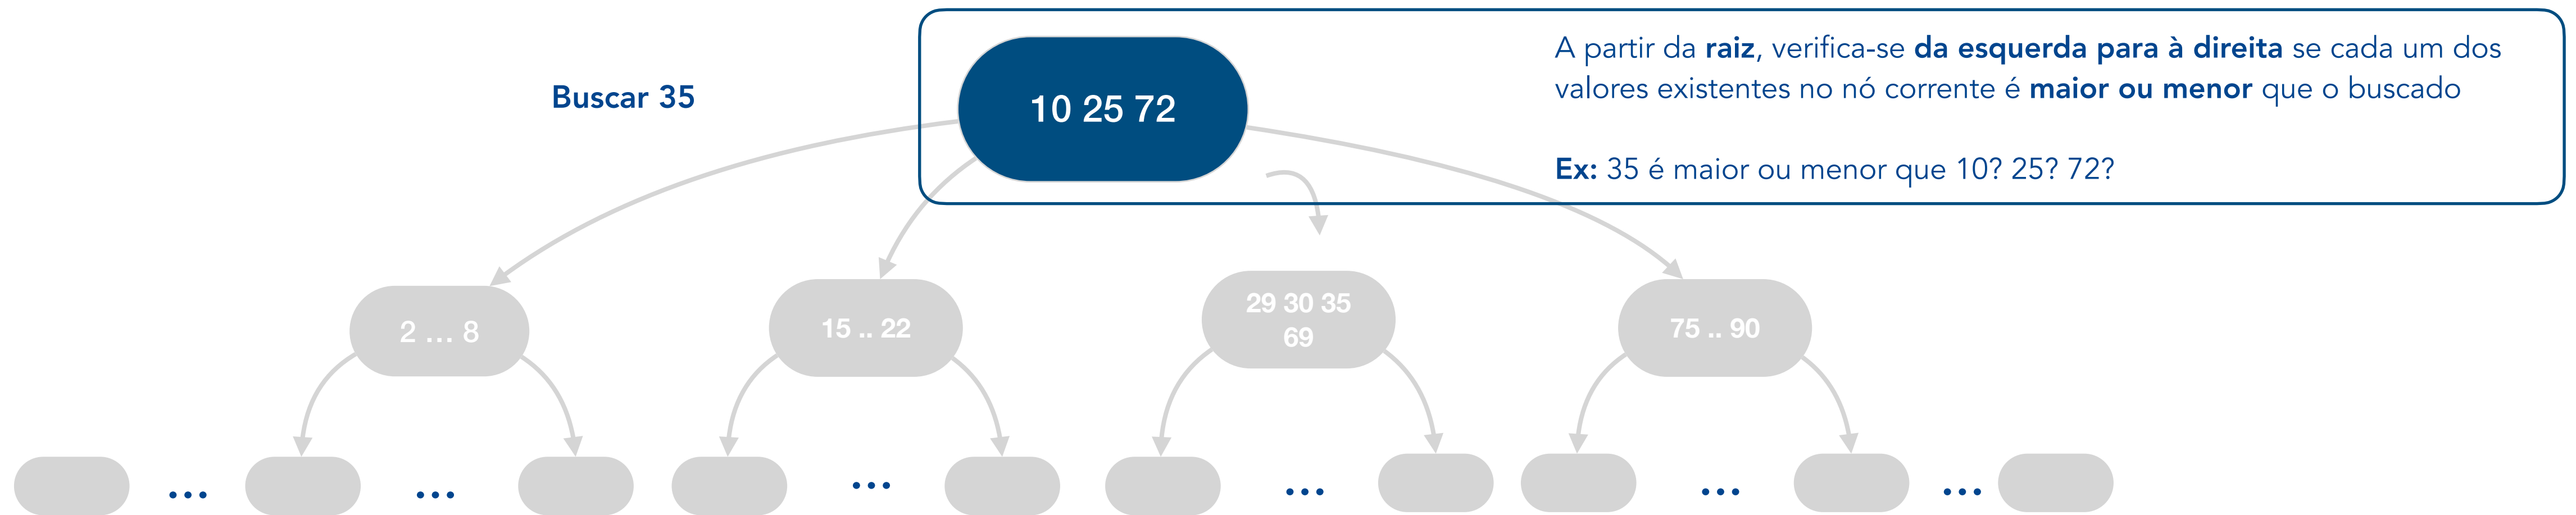 Buscar 35
10 25 72
A partir da raiz, verifica-se da esquerda para à direita se cada um dos
valores existentes no nó corrente é maior ou menor que o buscado
Ex: 35 é maior ou menor que 10? 25? 72?
2 ... 8
15 .. 22
29 30 35
69
75 .. 90
... ... ... ... ... ...